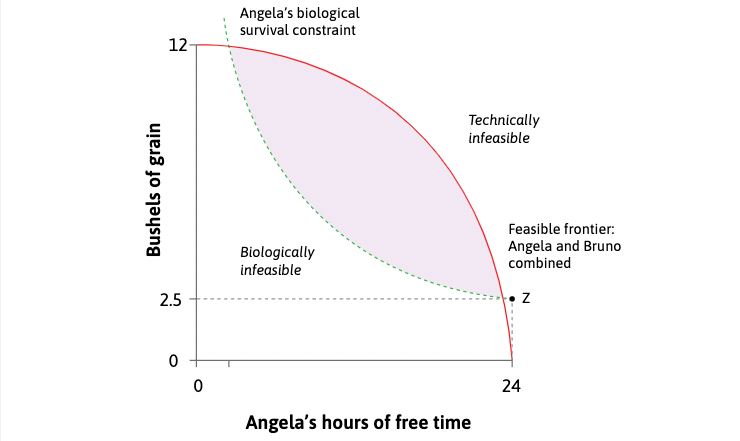 Angela’s biological
survival constraint
12
Technically
infeasible
Bushels of grain
Feasible frontier:
Angela and Bruno
combined
Biologically
infeasible
2.5
Z
0
0
24
Angela’s hours of free time